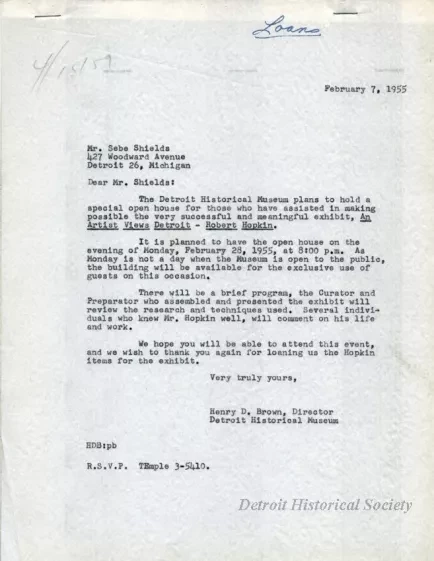 Loans
4/15/57
February 7, 1955
Mr. Sebe Shields
427 Woodward Avenue
Detroit 26, Michigan
Dear Mr. Shields:
The Detroit Historical Museum plans to hold a
special open house for those who have assisted in making
possible the very successful and meaningful exhibit, An
Artist Views Detroit - Robert Hopkin.
It is planned to have the open house on the
evening of Monday, February 28, 1955, at 8:00 p.m. As
Monday is not a day when the Museum is open to the public,
the building will be available for the exclusive use of
guests on this occasion.
There will be a brief program, the Curator and
Preparator who assembled and presented the exhibit will
review the research and techniques used. Several indivi-
duals who knew Mr. Hopkin well, will comment on his life
and work.
We hope you will be able to attend this event,
and we wish to thank you again for loaning us the Hopkin
items for the exhibit.
Very truly yours,
Henry D. Brown, Director
Detroit Historical Museum
HDB:pb
R.S.V.P. TEmple 3-5410.
Detroit Historical Society